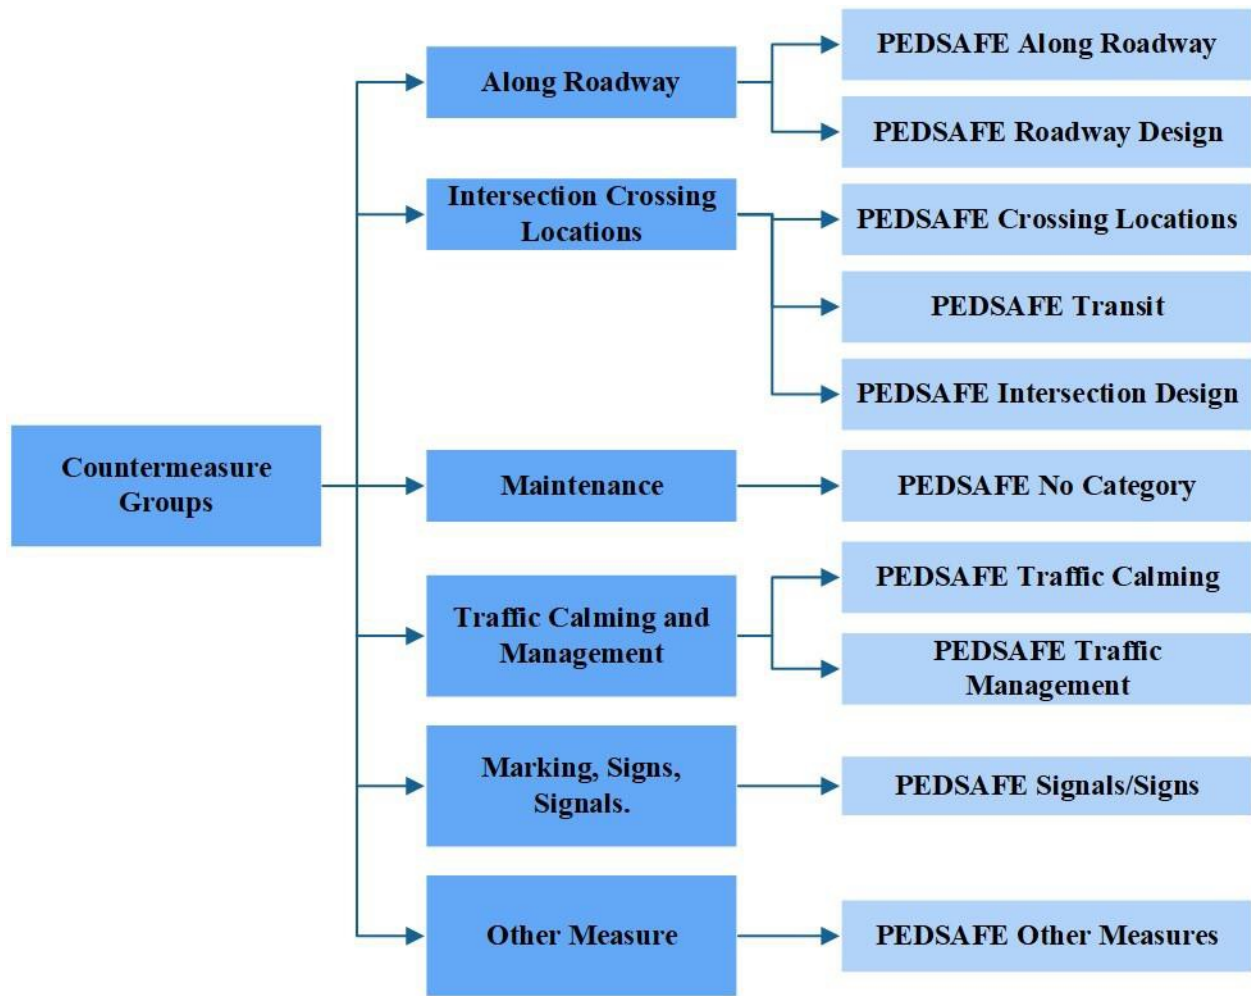 Countermeasure
Groups
Along Roadway
PEDSAFE Along Roadway
PEDSAFE Roadway Design
Intersection Crossing
Locations
PEDSAFE Crossing Locations
PEDSAFE Transit
PEDSAFE Intersection Design
Maintenance
PEDSAFE No Category
Traffic Calming and
Management
PEDSAFE Traffic Calming
PEDSAFE Traffic
Management
Marking, Signs,
Signals.
PEDSAFE Signals/Signs
Other Measure
PEDSAFE Other Measures